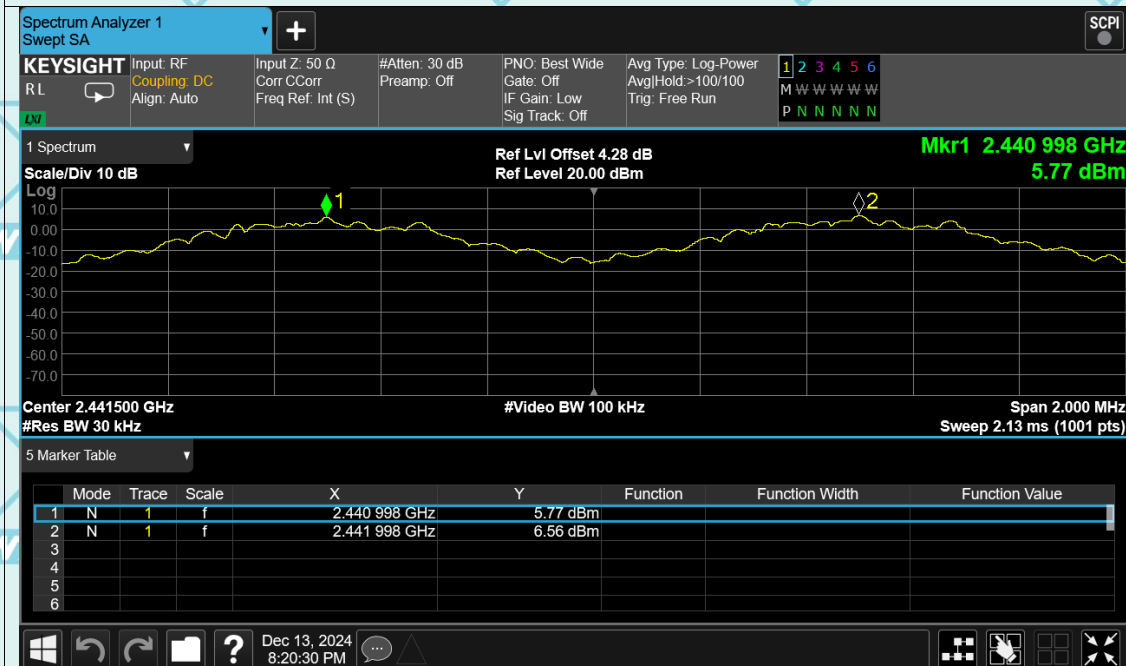 Spectrum Analyzer 1
Swept SA
+
SCPI
KEYSIGHT
RL
LXI
Input: RF
Coupling: DC
Align: Auto
Input Z: 50 Ω
Corr CCorr
Freq Ref: Int (S)
#Atten: 30 dB
Preamp: Off
PNO: Best Wide
Gate: Off
IF Gain: Low
Sig Track: Off
Avg Type: Log-Power
Avg|Hold:>100/100
Trig: Free Run
1 2 3 4 5 6
M W W W W W
P N N N N N
1 Spectrum
Scale/Div 10 dB
Ref Lvl Offset 4.28 dB
Ref Level 20.00 dBm
Mkr1 2.440 998 GHz
5.77 dBm
Log
10.0
0.00
-10.0
-20.0
-30.0
-40.0
-50.0
-60.0
-70.0
1
2
Center 2.441500 GHz
#Video BW 100 kHz
Span 2.000 MHz
#Res BW 30 kHz
Sweep 2.13 ms (1001 pts)
5 Marker Table
Mode Trace Scale X Y Function Function Width Function Value
1 N 1 f 2.440 998 GHz 5.77 dBm
2 N 1 f 2.441 998 GHz 6.56 dBm
3
4
5
6
?
Dec 13, 2024
8:20:30 PM